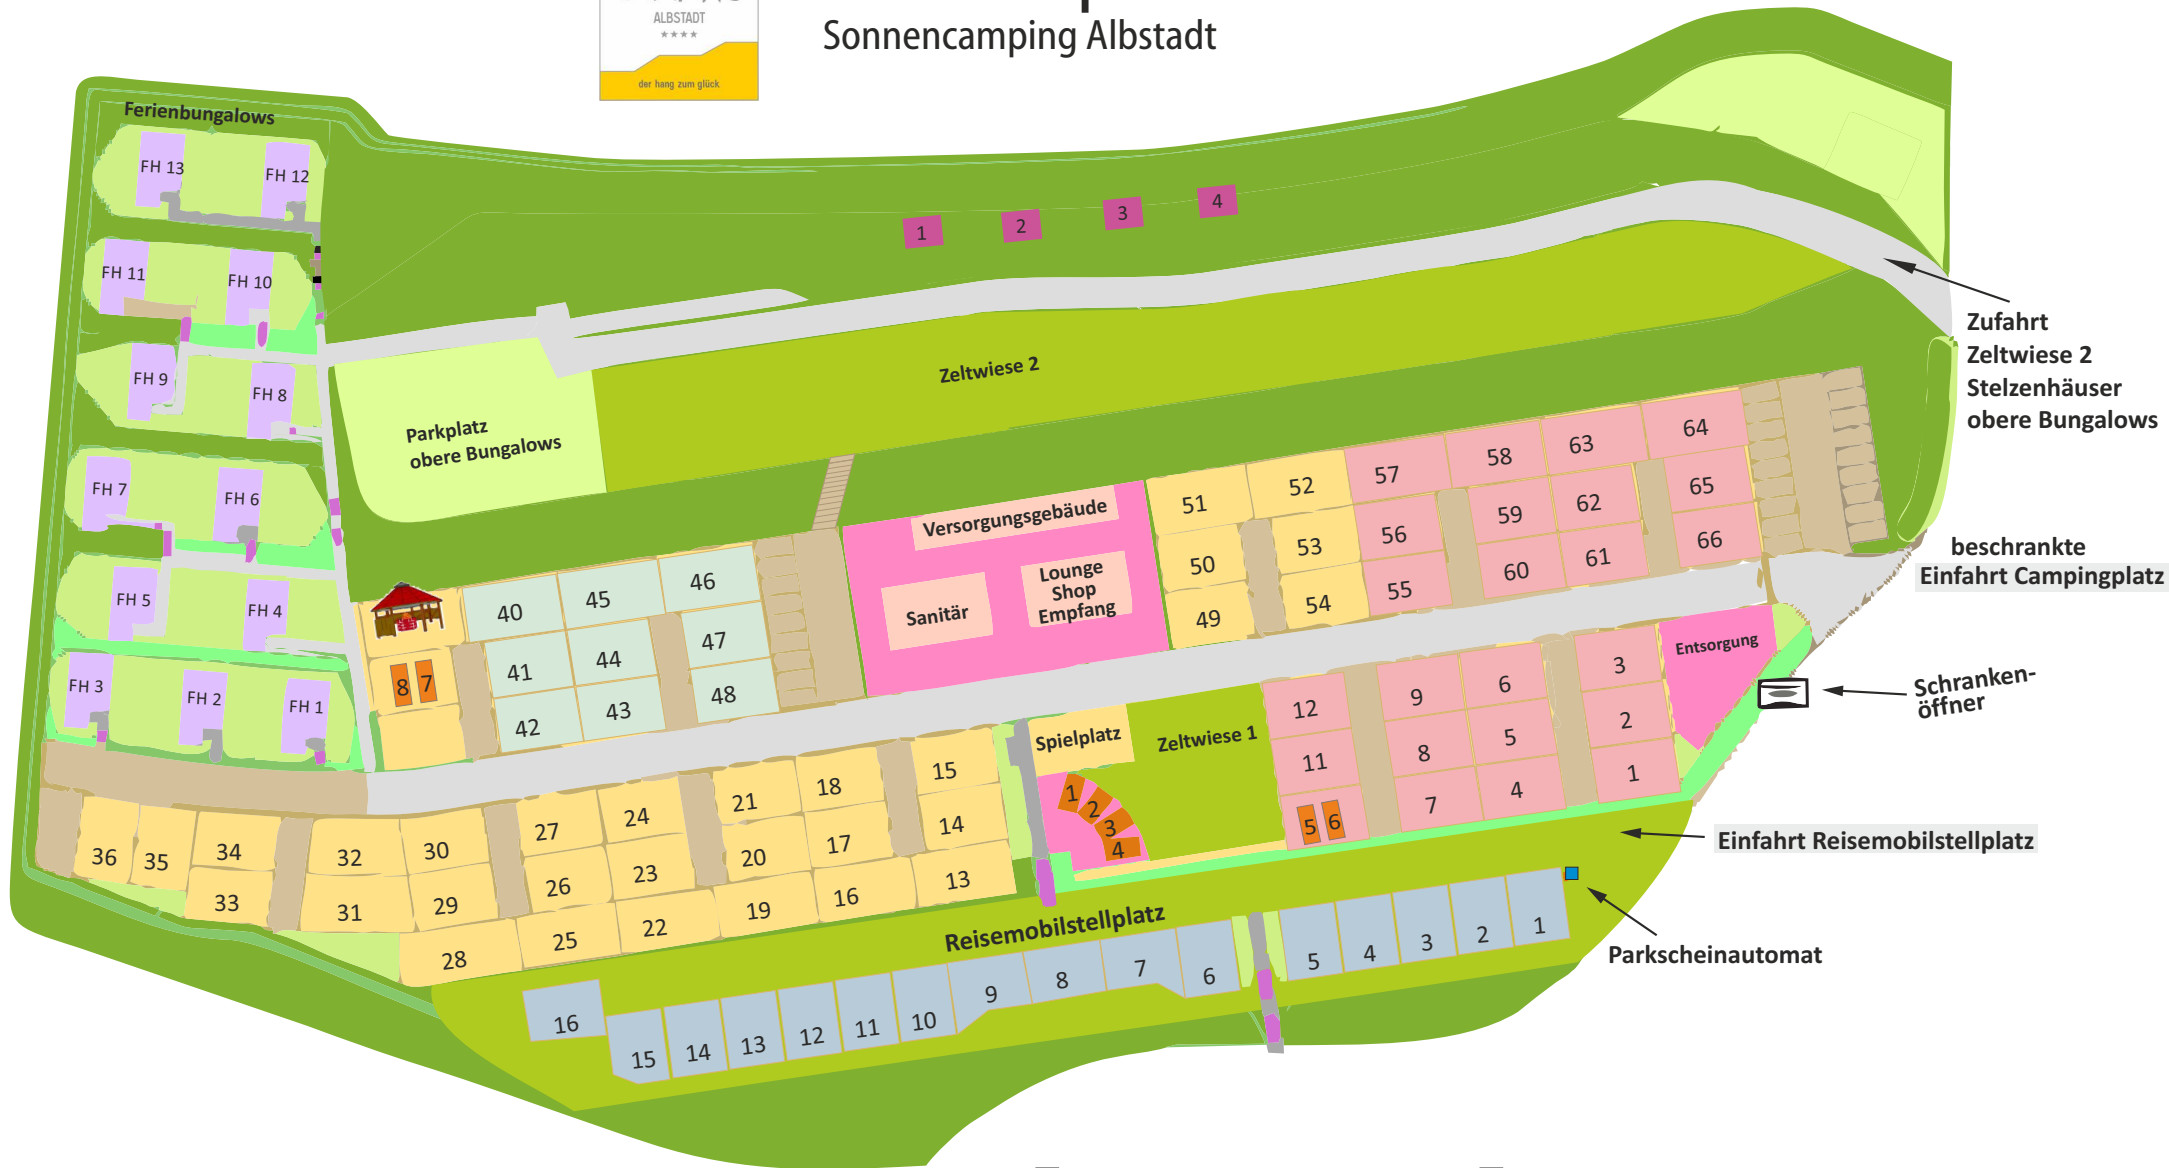 ALBSTADT
der hang zum glück
Sonnencamping Albstadt
Ferienbungalows
FH 13
FH 12
FH 11
FH 10
FH 9
FH 8
FH 7
FH 6
FH 5
FH 4
FH 3
FH 2
FH 1
1
2
3
4
Zufahrt
Zeltwiese 2
Stelzenhäuser
obere Bungalows
Zeltwiese 2
Parkplatz
obere Bungalows
Versorgungsgebäude
Sanitär
Lounge
Shop
Empfang
51
52
57
58
63
64
50
53
56
59
62
65
49
54
55
60
61
66
beschrankte
Einfahrt Campingplatz
40
45
46
41
44
47
42
43
48
8
7
Entsorgung
Schranken-
öffner
Spielplatz
Zeltwiese 1
1
2
3
4
12
9
6
3
11
8
5
2
5
6
7
4
1
Einfahrt Reisemobilstellplatz
36
35
34
33
32
31
30
29
28
27
26
25
24
23
22
21
20
19
18
17
16
15
14
13
Reisemobilstellplatz
Parkscheinautomat
16
15
14
13
12
11
10
9
8
7
6
5
4
3
2
1